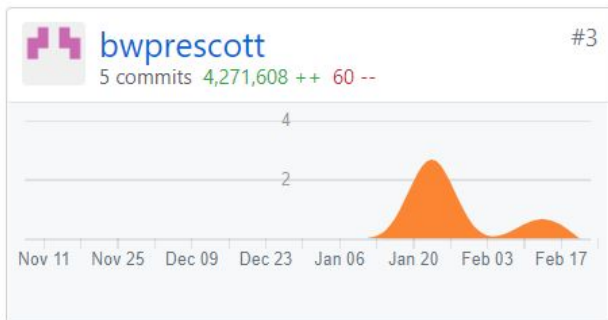 bwprescott
#3
5 commits 4,271,608 ++ 60 --
4
2
Nov 11 Nov 25 Dec 09 Dec 23 Jan 06 Jan 20 Feb 03 Feb 17